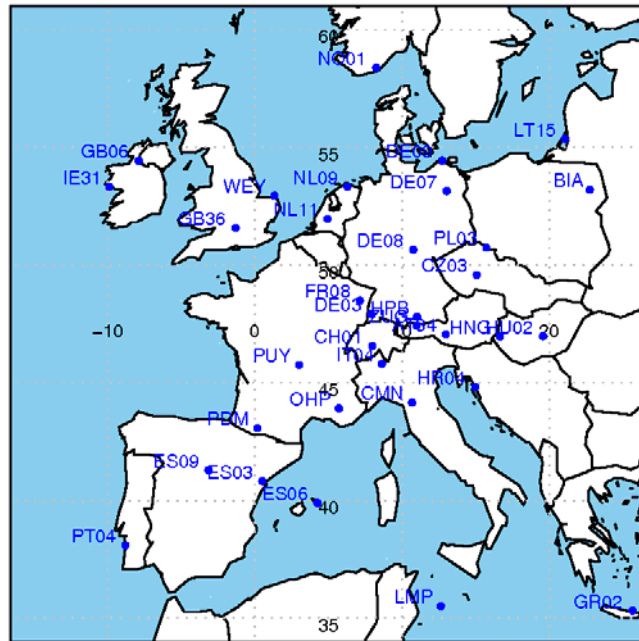 60
NO01
LT15
55
GB06
DE09
IE31
WEY
NL09
DE07
BIA
NL11
GB36
DE08
PL03
50
CZ03
FR08
DE03
HPB
-10
0
10
20
HNG
HU02
CH01
IT04
PUY
45
HR04
OHP
CMN
PDM
ES09
ES03
ES06
40
PT04
LMP
GR02
35